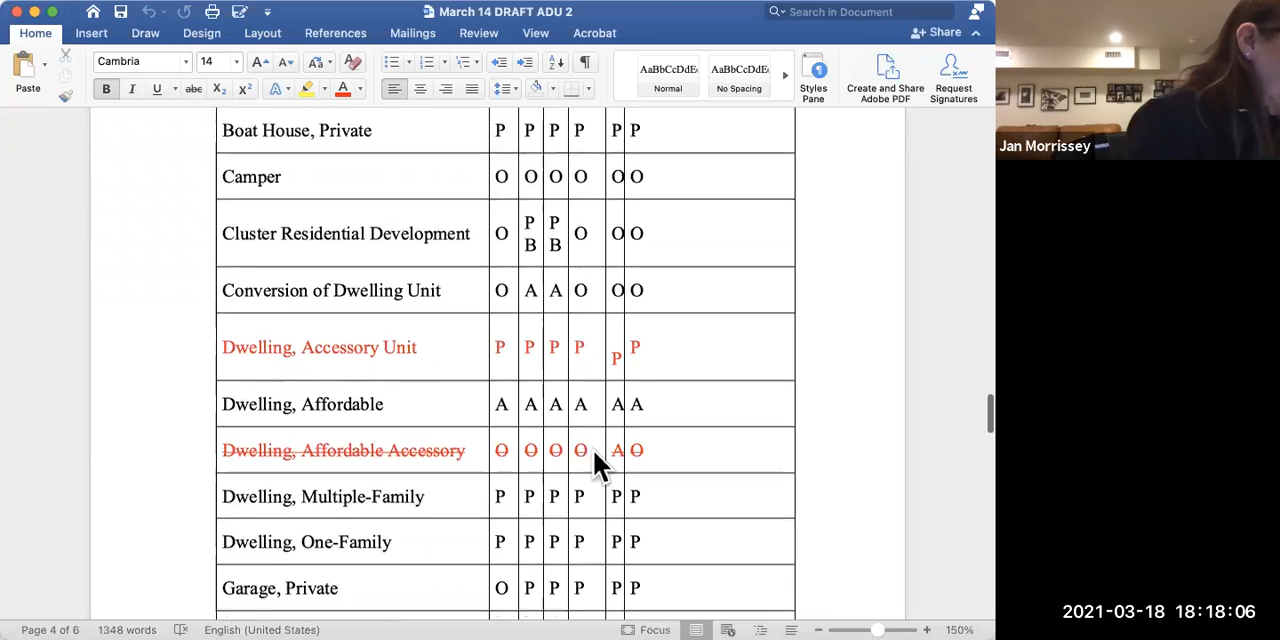 March 14 DRAFT ADU 2
Search in Document
Home Insert Draw Design Layout References Mailings Review View Acrobat Share
Paste Cambria 14 AaBbCcDdE AaBbCcDdE
Normal No Spacing Styles Pane Create and Share Adobe PDF Request Signatures
Jan Morrissey
Boat House, Private P P P P P P
Camper O O O O O O
Cluster Residential Development O PB PB O O O
Conversion of Dwelling Unit O A A O O O
Dwelling, Accessory Unit P P P P P P
Dwelling, Affordable A A A A A A
Dwelling, Affordable Accessory O O O O A O
Dwelling, Multiple-Family P P P P P P
Dwelling, One-Family P P P P P P
Garage, Private O P P P P P
2021-03-18 18:18:06
Page 4 of 6 1348 words English (United States) Focus 150%